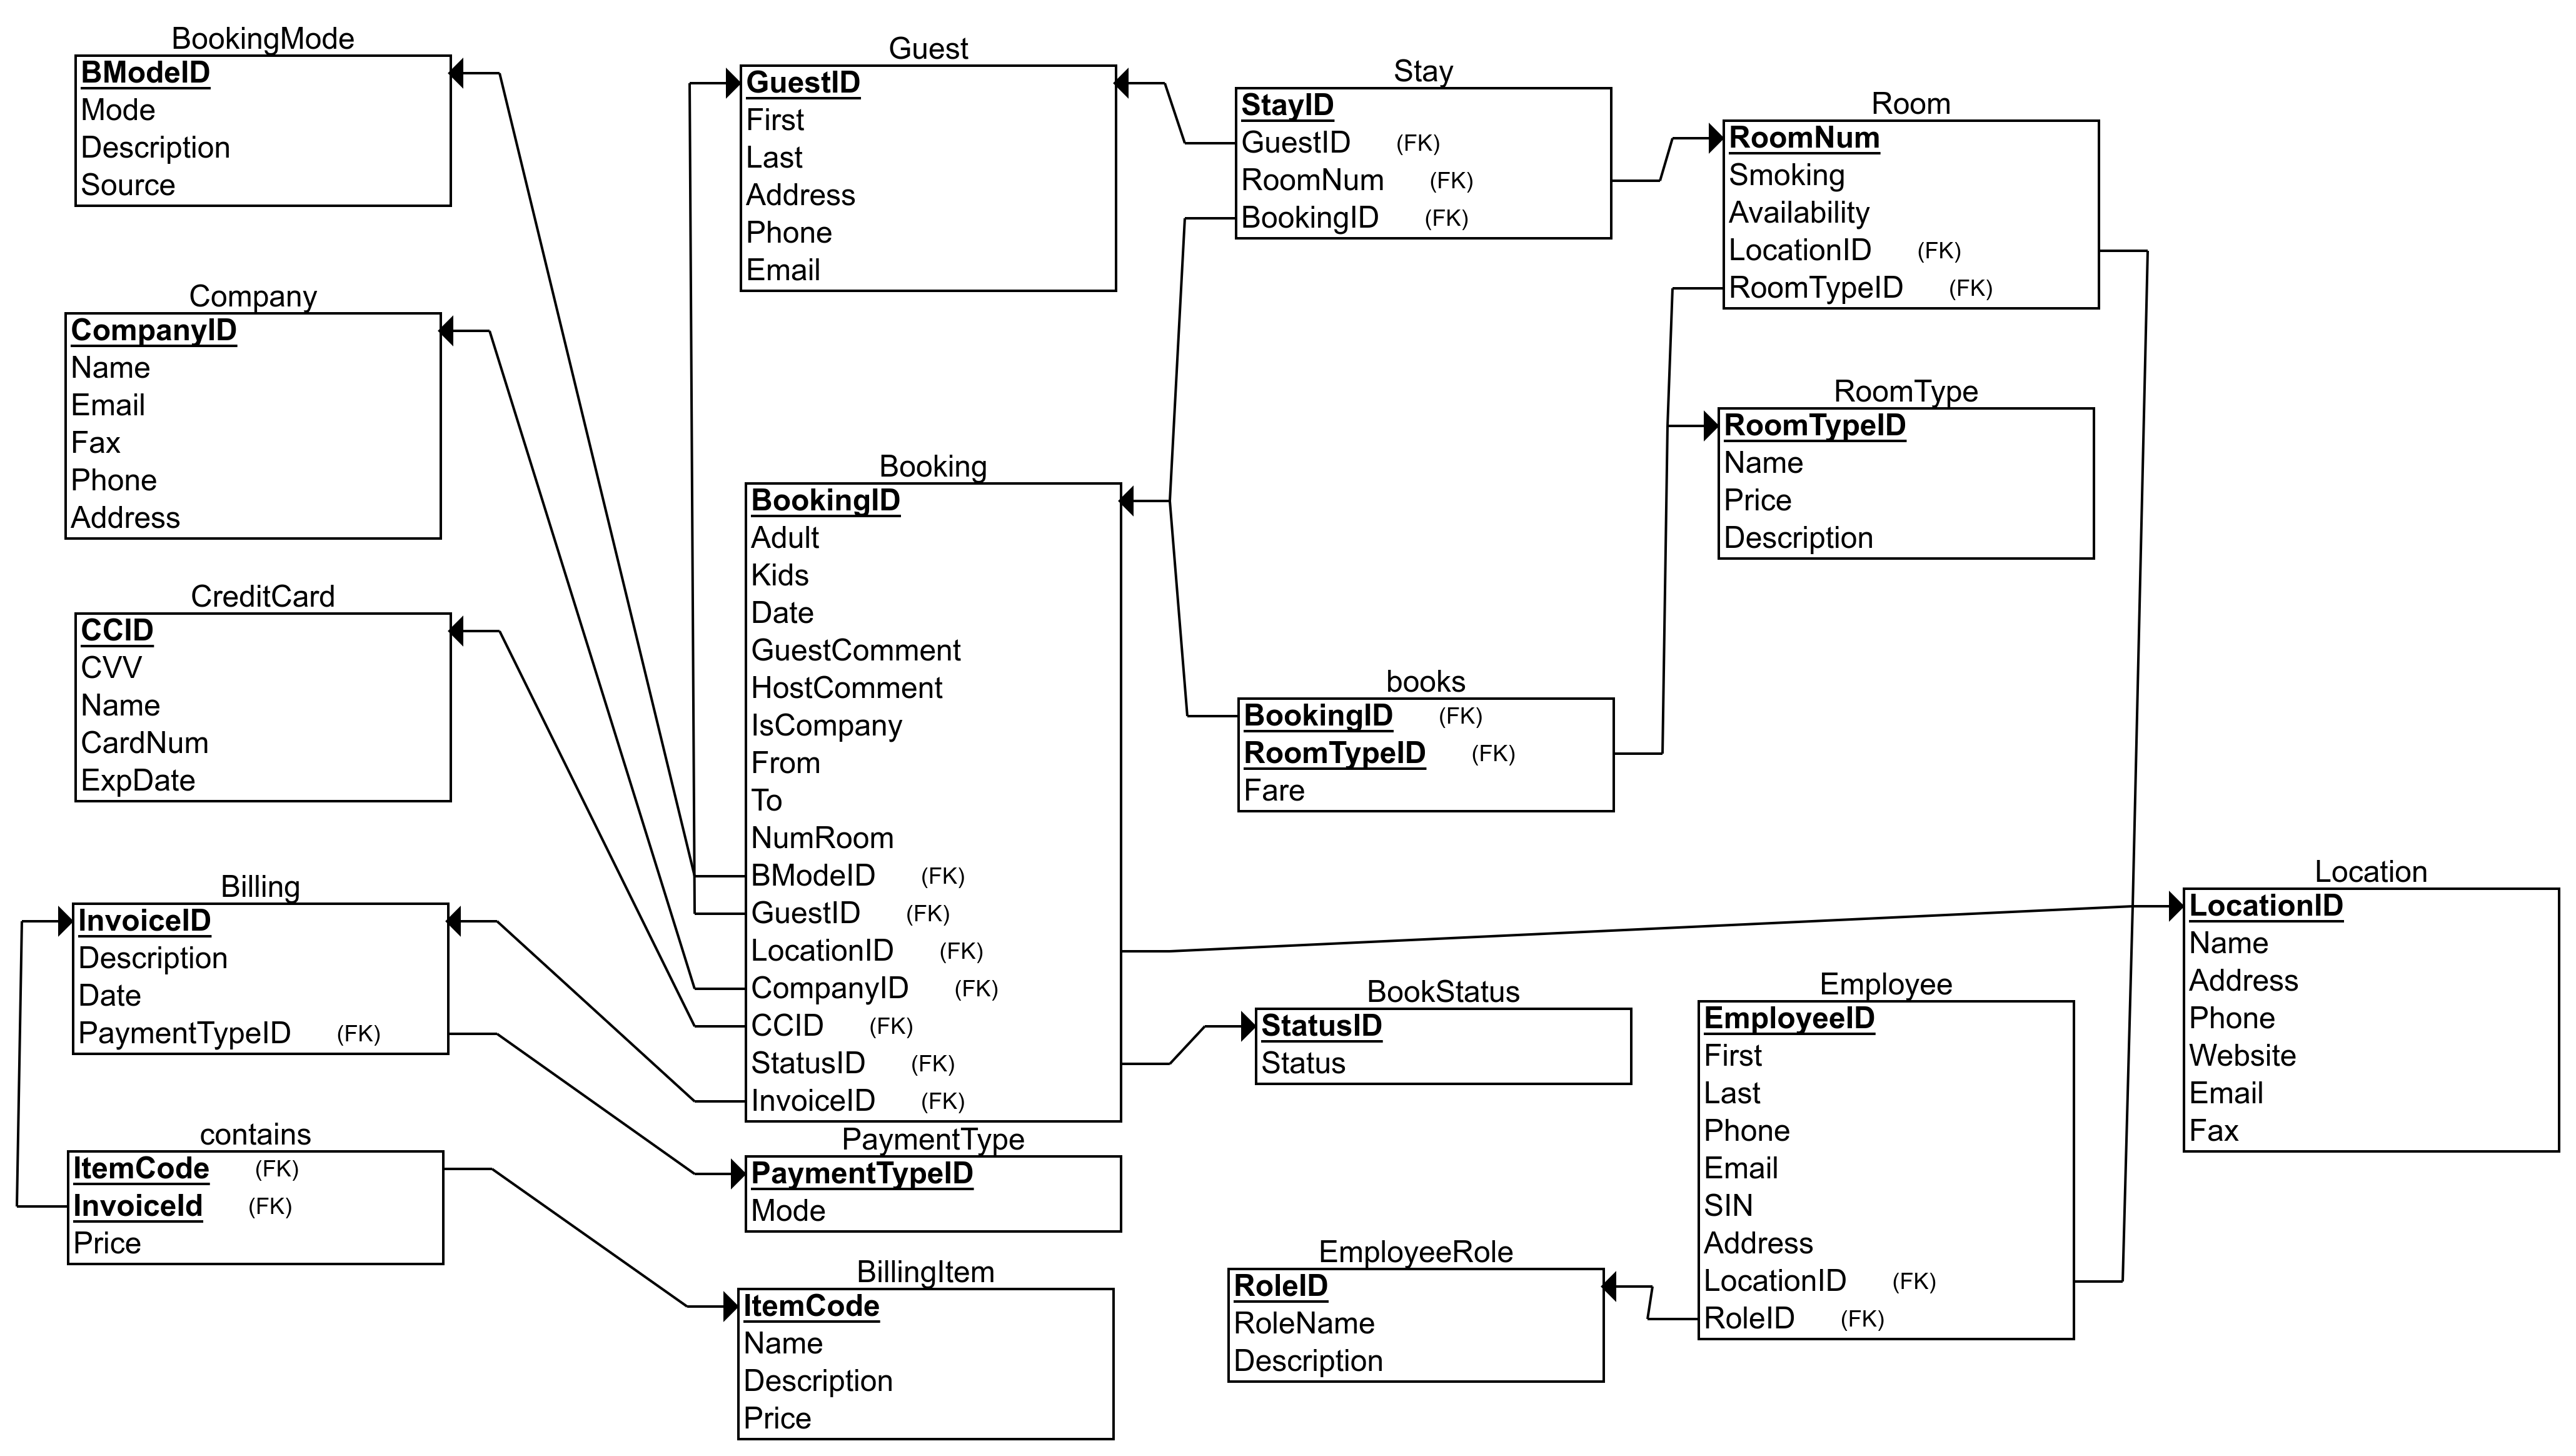 BookingMode
BModeID
Mode
Description
Source
Company
CompanyID
Name
Email
Fax
Phone
Address
CreditCard
CCID
CVV
Name
CardNum
ExpDate
Billing
InvoiceID
Description
Date
PaymentTypeID (FK)
contains
ItemCode (FK)
InvoiceId (FK)
Price
Guest
GuestID
First
Last
Address
Phone
Email
Booking
BookingID
Adult
Kids
Date
GuestComment
HostComment
IsCompany
From
To
NumRoom
BModeID (FK)
GuestID (FK)
LocationID (FK)
CompanyID (FK)
CCID (FK)
StatusID (FK)
InvoiceID (FK)
PaymentType
PaymentTypeID
Mode
BillingItem
ItemCode
Name
Description
Price
Stay
StayID
GuestID (FK)
RoomNum (FK)
BookingID (FK)
books
BookingID (FK)
RoomTypeID (FK)
Fare
BookStatus
StatusID
Status
EmployeeRole
RoleID
RoleName
Description
Room
RoomNum
Smoking
Availability
LocationID (FK)
RoomTypeID (FK)
RoomType
RoomTypeID
Name
Price
Description
Employee
EmployeeID
First
Last
Phone
Email
SIN
Address
LocationID (FK)
RoleID (FK)
Location
LocationID
Name
Address
Phone
Website
Email
Fax